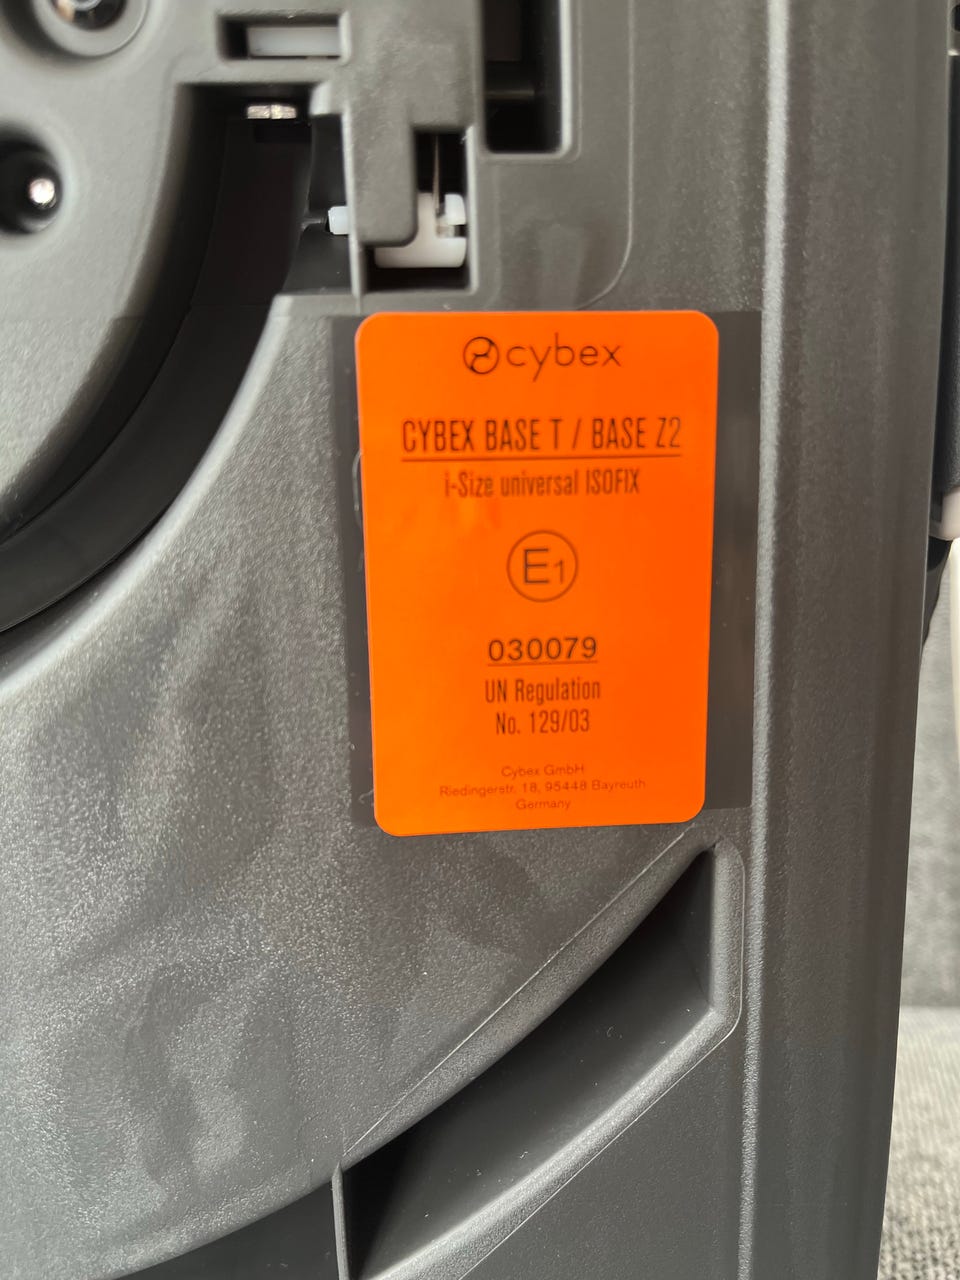 cybex
CYBEX BASE T / BASE Z2
i-Size universal ISOFIX
E1
030079
UN Regulation
No. 129/03
Cybex GmbH
Riedingerstr. 18, 95448 Bayreuth
Germany